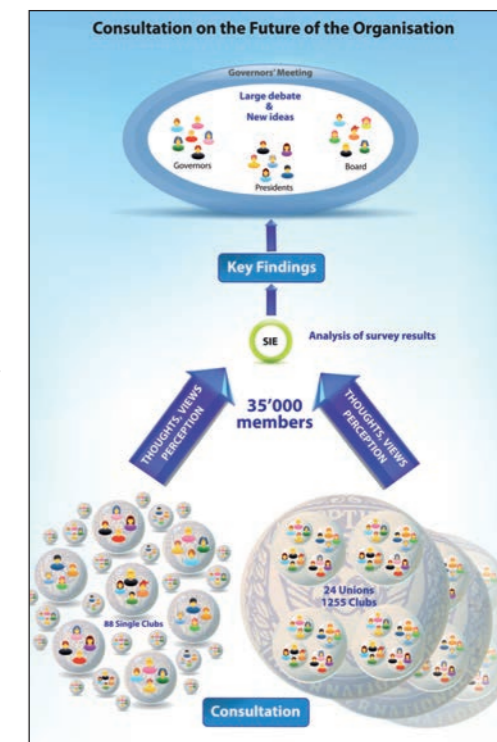 Consultation on the Future of the Organisation
Governors' Meeting
Large debate
&
New ideas
Governors
Presidents
Board
Key Findings
SIE
Analysis of survey results
THOUGHTS, VIEWS
PERCEPTION
35'000
members
THOUGHTS, VIEWS
PERCEPTION
88 Single Clubs
24 Unions
1255 Clubs
Consultation